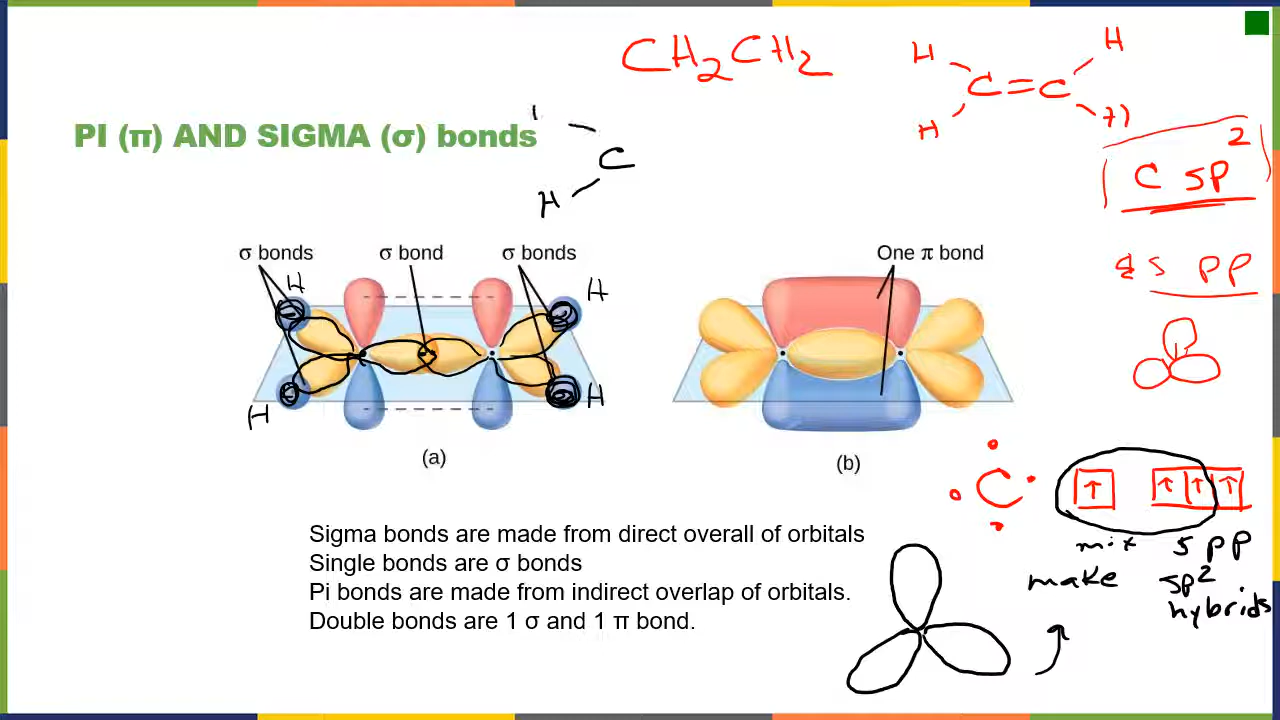 CH2CH2
H H
C=C
H H
PI (π) AND SIGMA (σ) bonds
C
H
C sp2
σ bonds σ bond σ bonds
One π bond
H H
H H
s pp
(a)
(b)
C
↑ ↑ ↑ ↑
mix s pp
make sp2
hybrids
Sigma bonds are made from direct overall of orbitals
Single bonds are σ bonds
Pi bonds are made from indirect overlap of orbitals.
Double bonds are 1 σ and 1 π bond.